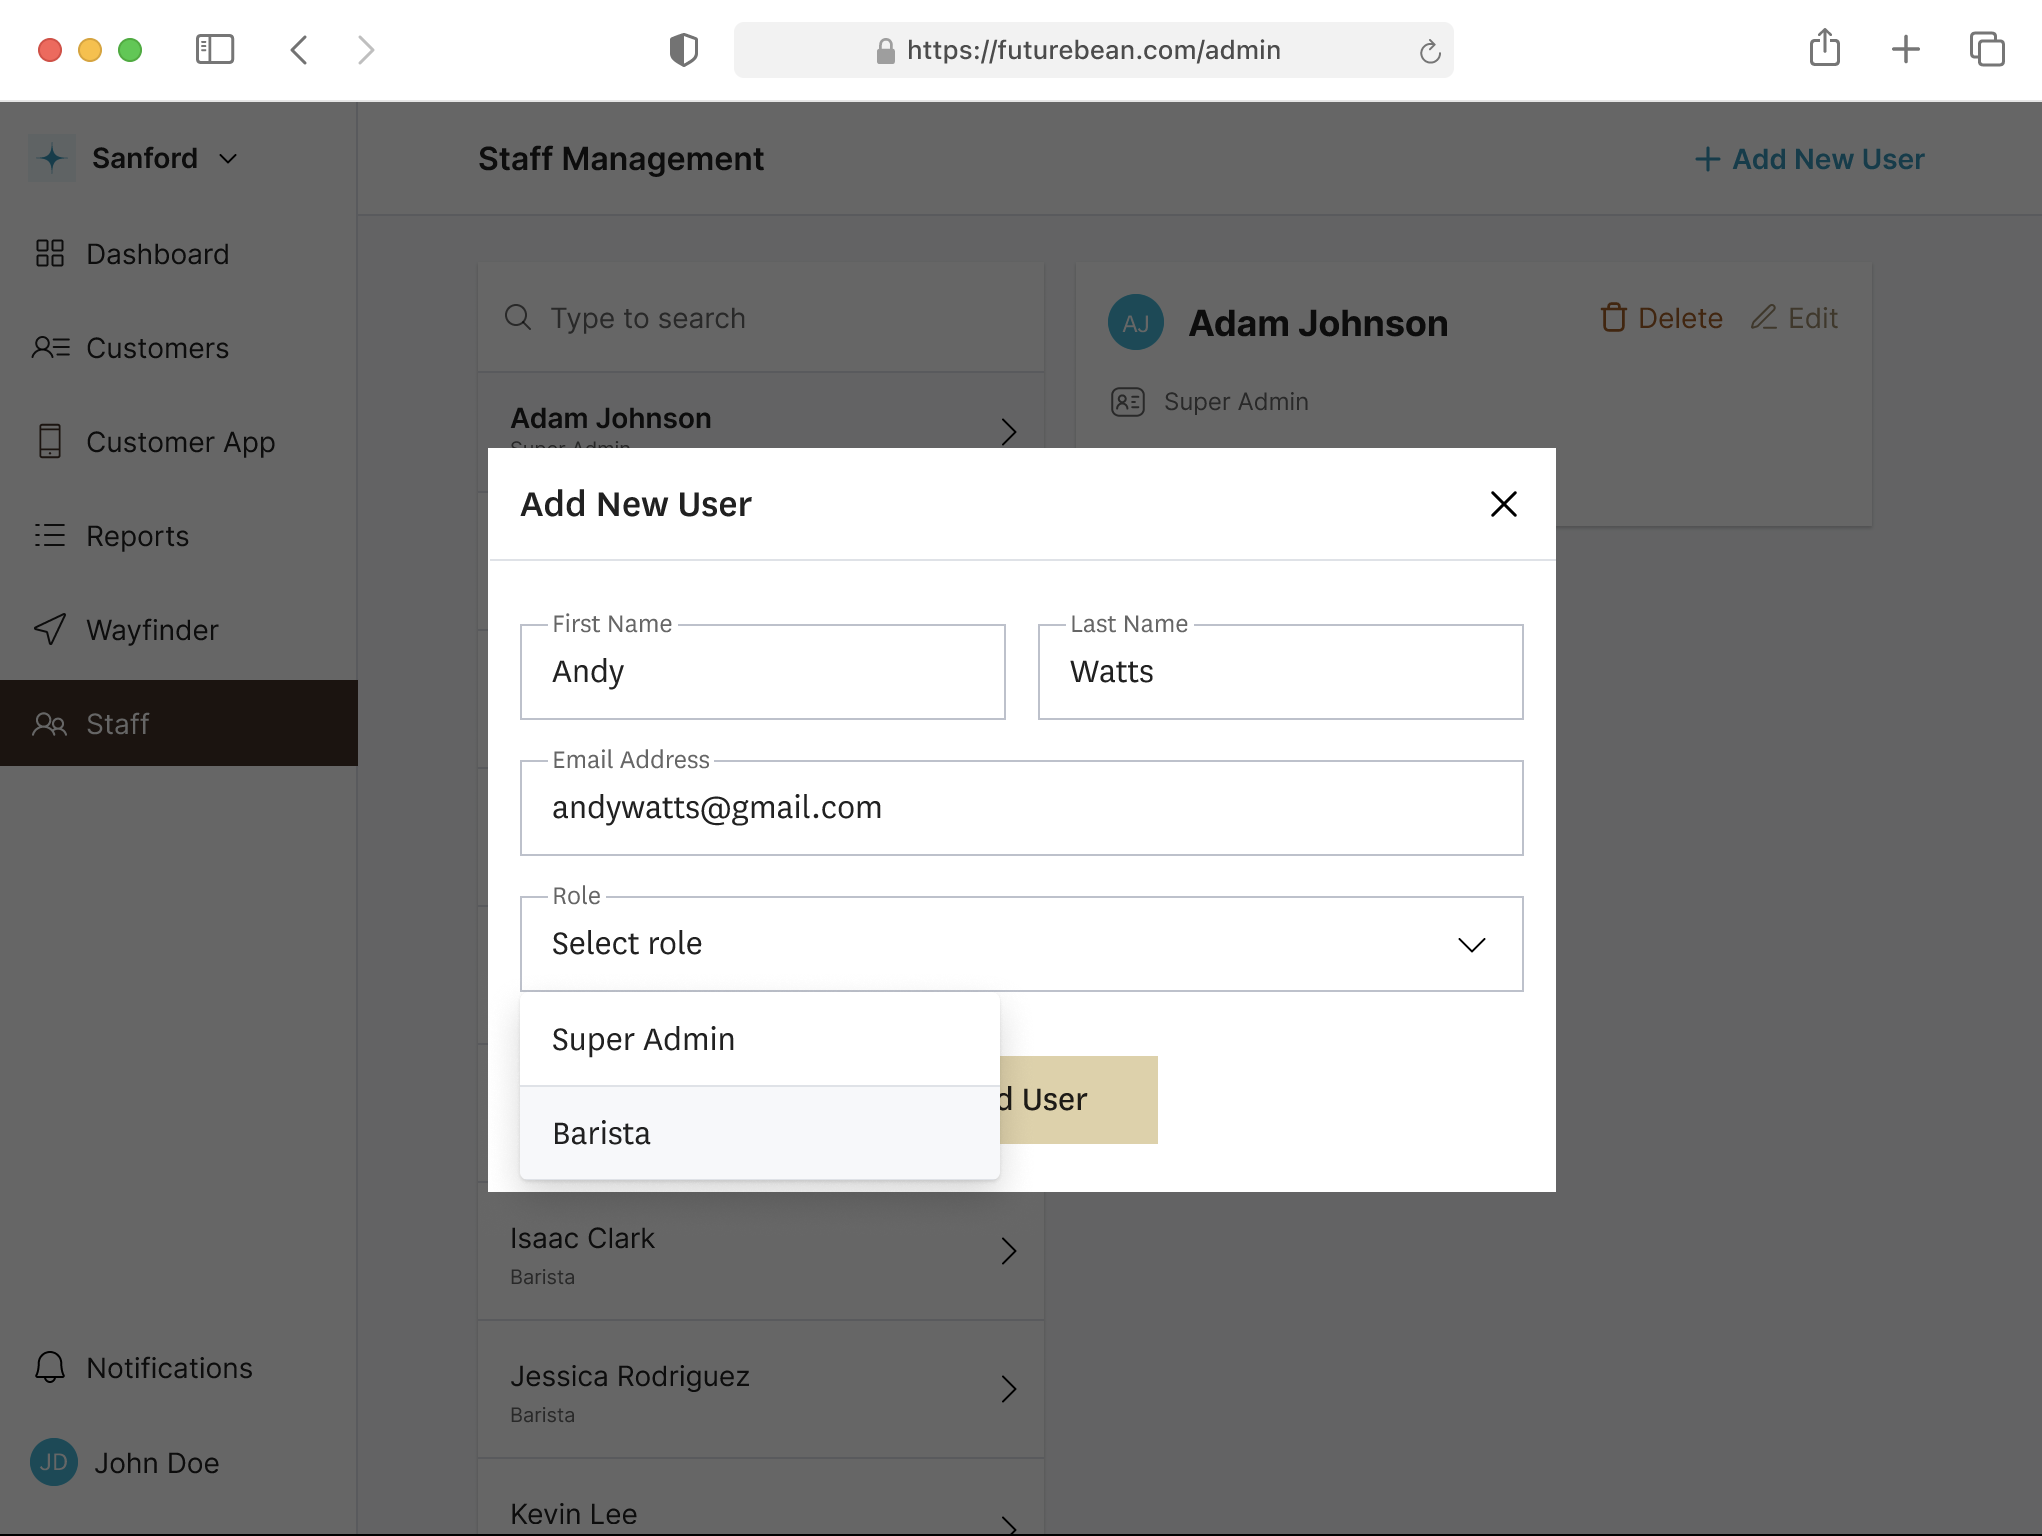 https://futurebean.com/admin
Sanford
Dashboard
Customers
Customer App
Reports
Wayfinder
Staff
Notifications
JD John Doe
Staff Management
+ Add New User
Type to search
Adam Johnson
Super Admin
AJ Adam Johnson
Delete Edit
Super Admin
Add New User
First Name
Andy
Last Name
Watts
Email Address
andywatts@gmail.com
Role
Select role
Super Admin
Barista
d User
Isaac Clark
Barista
Jessica Rodriguez
Barista
Kevin Lee